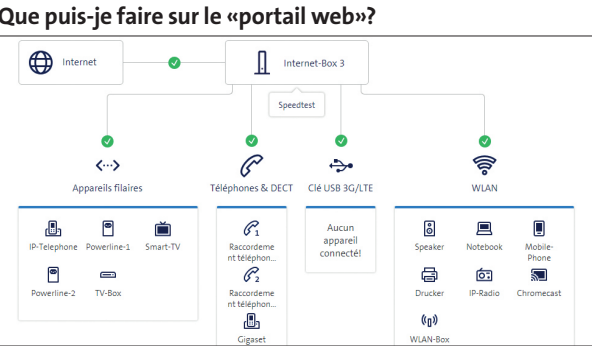 Que puis-je faire sur le «portail web»?
Internet
Internet-Box 3
Speedtest
Appareils filaires
Téléphones & DECT
Clé USB 3G/LTE
WLAN
IP-Telephone
Powerline-1
Smart-TV
Powerline-2
TV-Box
1
Raccordeme
nt téléphon...
2
Raccordeme
nt téléphon...
Gigaset
Aucun
appareil
connecté!
Speaker
Notebook
Mobile-
Phone
Drucker
IP-Radio
Chromecast
WLAN-Box